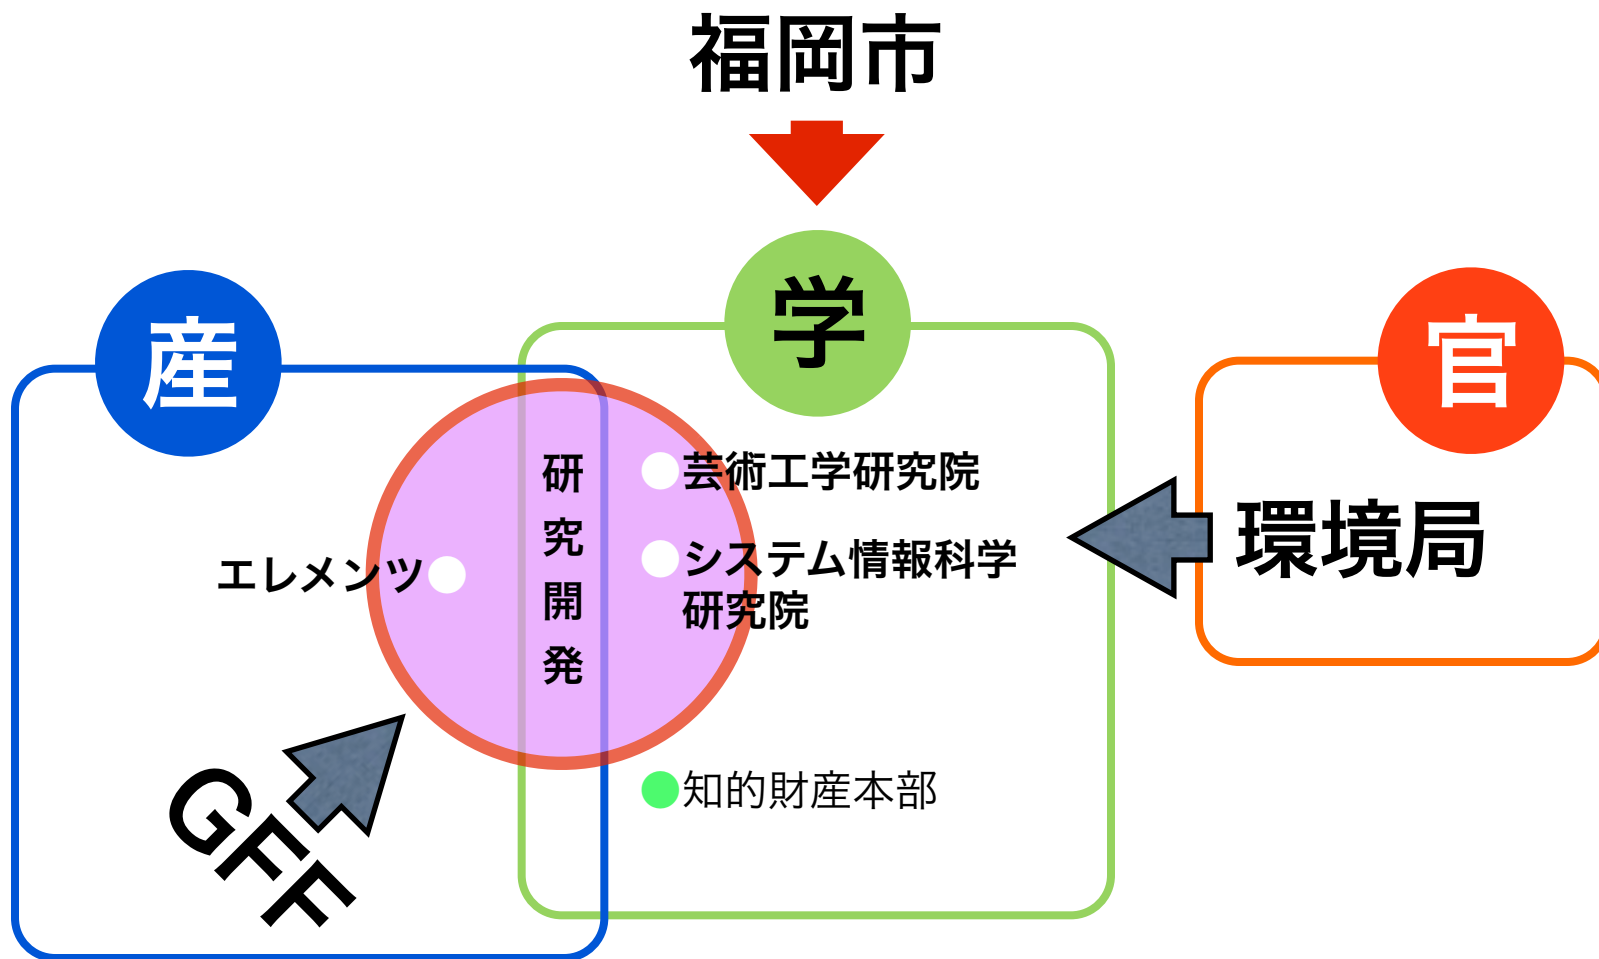 福岡市
産
学
官
研究開発
芸術工学研究院
システム情報科学
研究院
エレメンツ
環境局
知的財産本部
GFF